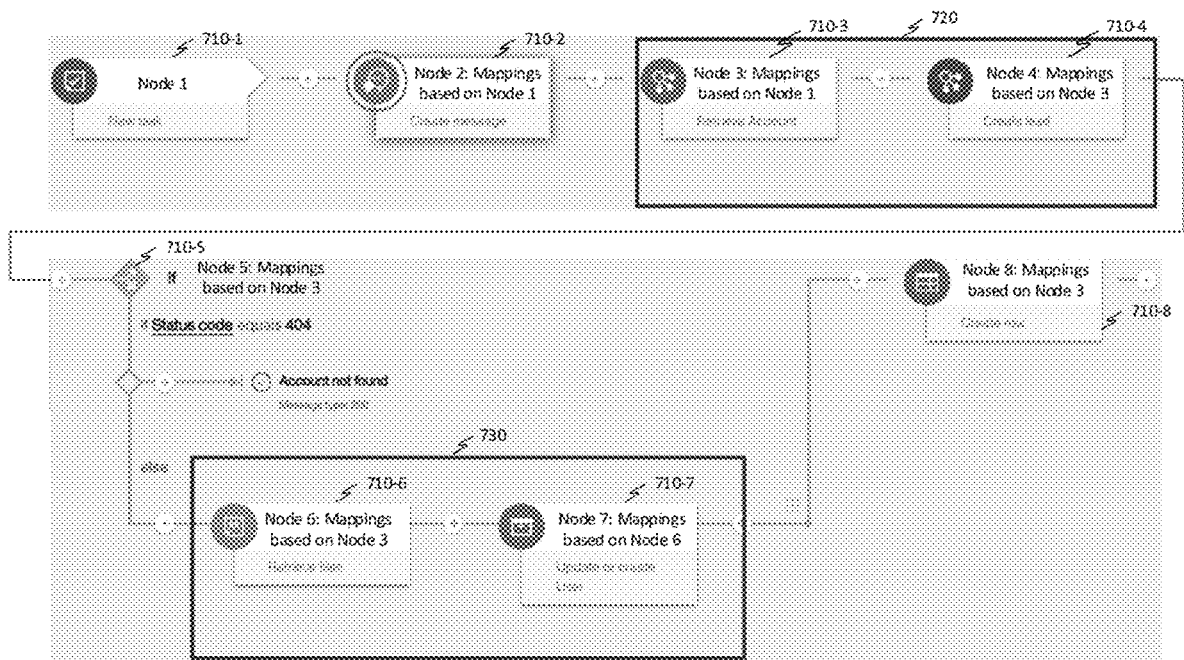 710-1
710-2
710-3
720
710-4
Node 1
New task
Node 2: Mappings
based on Node 1
Create message
Node 3: Mappings
based on Node 1
Retrieve Account
Node 4: Mappings
based on Node 3
Create lead
710-5
If
Node 5: Mappings
based on Node 3
if Status code equals 404
Account not found
else
730
710-6
710-7
Node 6: Mappings
based on Node 3
Node 7: Mappings
based on Node 6
Update or create
User
Node 8: Mappings
based on Node 3
Create row
710-8